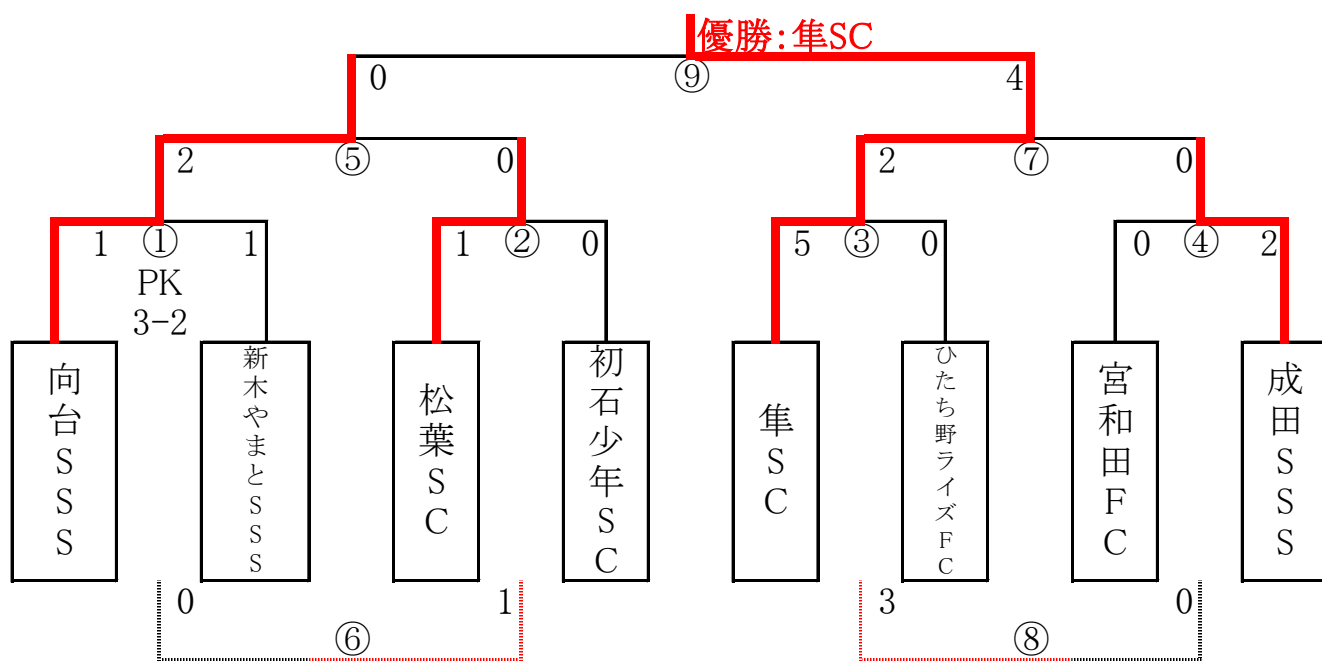 優勝:隼SC
0 ⑨ 4
2 ⑤ 0 2 ⑦ 0
1 ① 1 1 ② 0 5 ③ 0 0 ④ 2
PK
3-2
向台SSS
新木やまとSSS
松葉SC
初石少年SC
隼SC
ひたち野ライズFC
宮和田FC
成田SSS
0 ⑥ 1 3 ⑧ 0